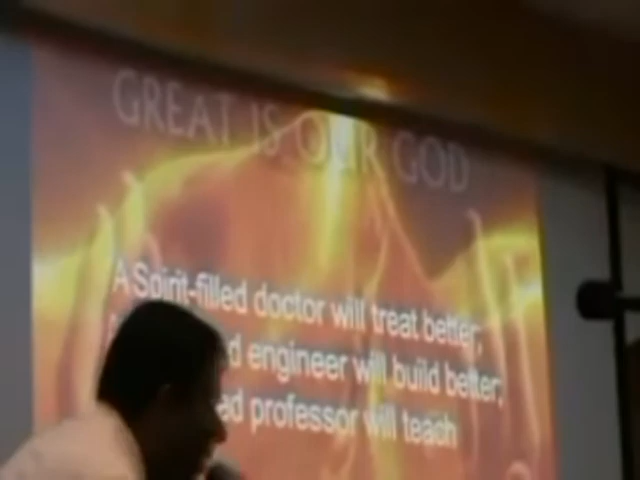 GREAT IS OUR GOD
A Spirit-filled doctor will treat better;
engineer will build better;
professor will teach